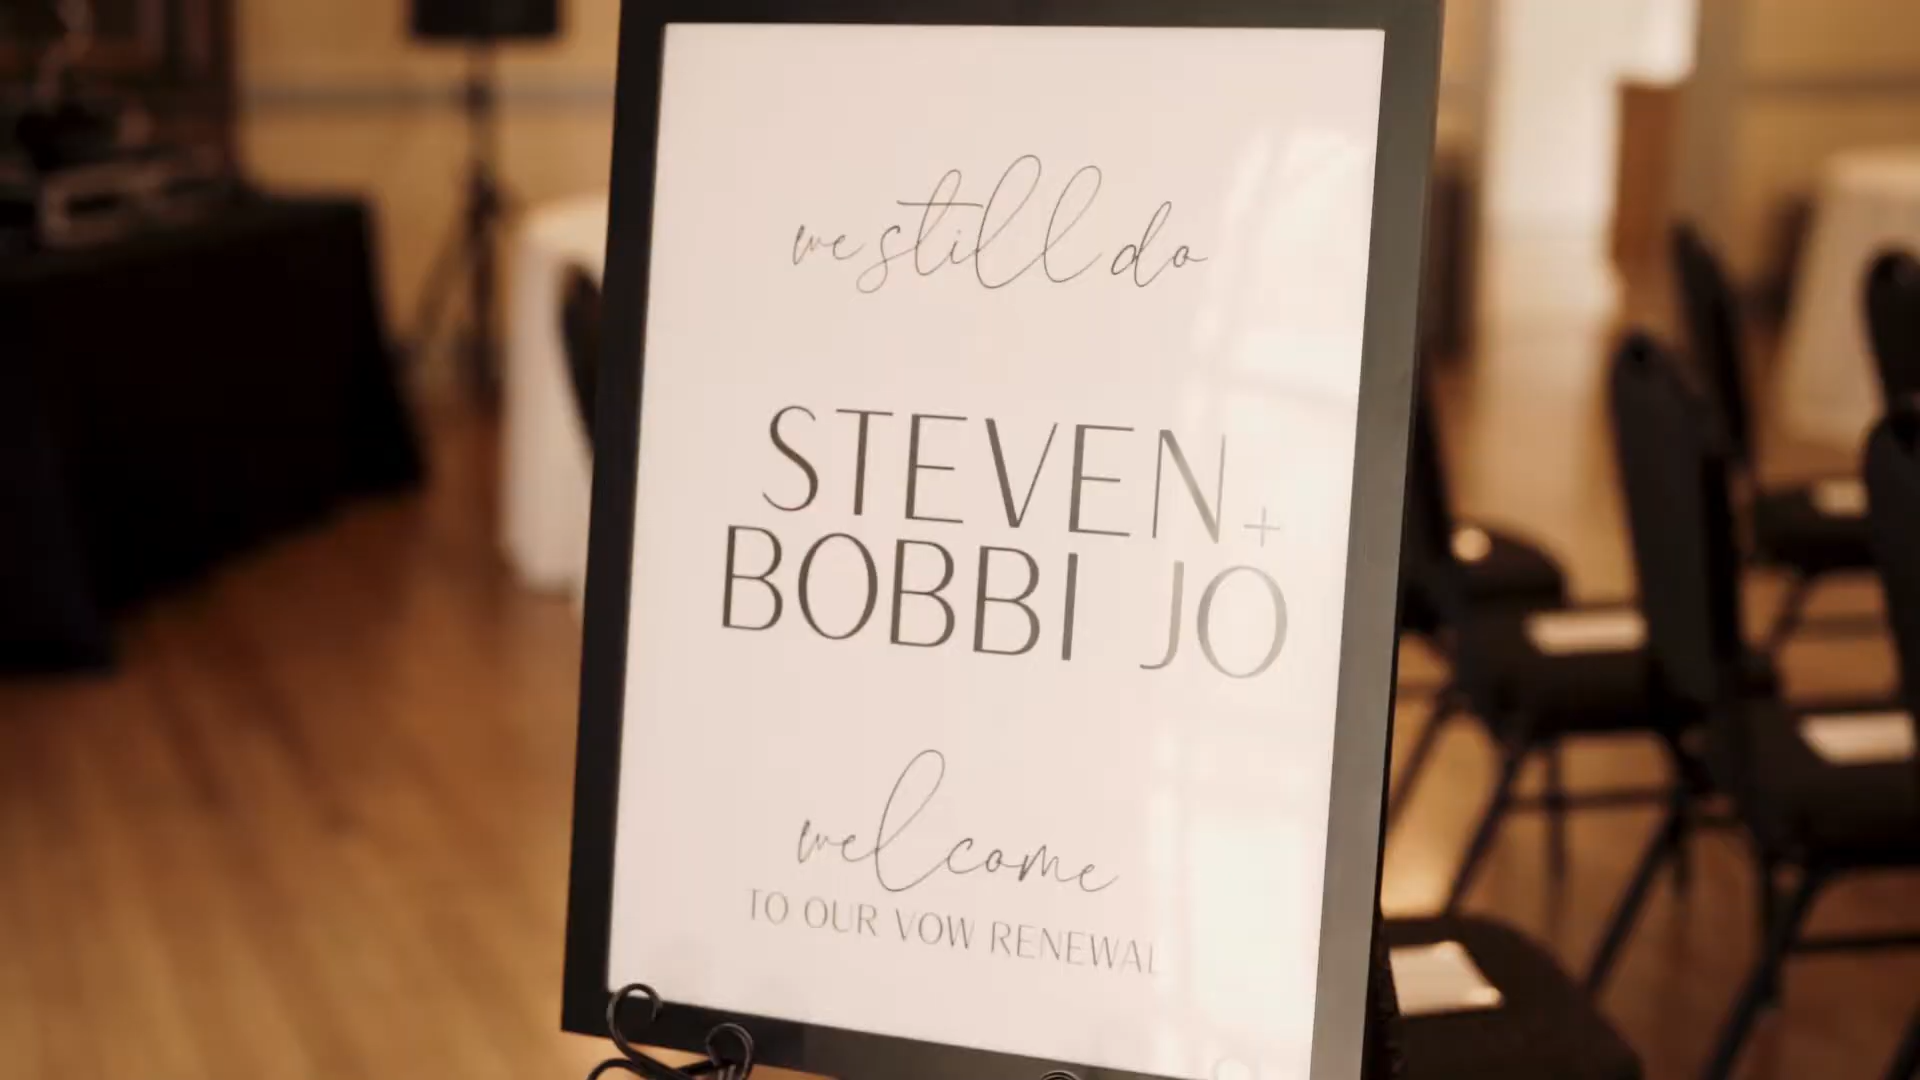 we still do
STEVEN +
BOBBI JO
welcome
TO OUR VOW RENEWAL